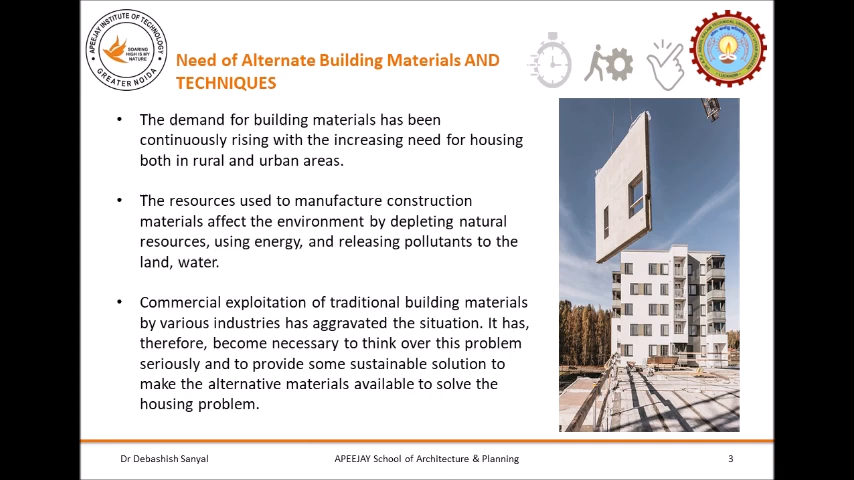 APEEJAY INSTITUTE OF TECHNOLOGY
SOARING
HIGH IS MY
NATURE
GREATER NOIDA
Need of Alternate Building Materials AND
TECHNIQUES
• The demand for building materials has been
continuously rising with the increasing need for housing
both in rural and urban areas.
• The resources used to manufacture construction
materials affect the environment by depleting natural
resources, using energy, and releasing pollutants to the
land, water.
• Commercial exploitation of traditional building materials
by various industries has aggravated the situation. It has,
therefore, become necessary to think over this problem
seriously and to provide some sustainable solution to
make the alternative materials available to solve the
housing problem.
Dr Debashish Sanyal
APEEJAY School of Architecture & Planning
3